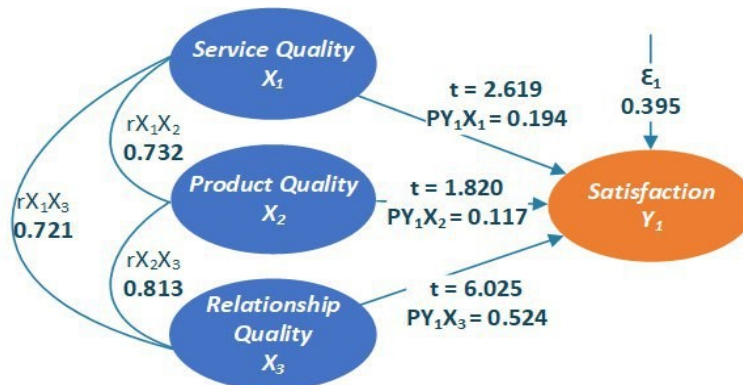 Service Quality
X₁
t = 2.619
PY₁X₁ = 0.194
Ɛ₁
0.395
rX₁X₂
0.732
Product Quality
X₂
t = 1.820
PY₁X₂ = 0.117
Satisfaction
Y₁
rX₁X₃
0.721
rX₂X₃
0.813
Relationship
Quality
X₃
t = 6.025
PY₁X₃ = 0.524